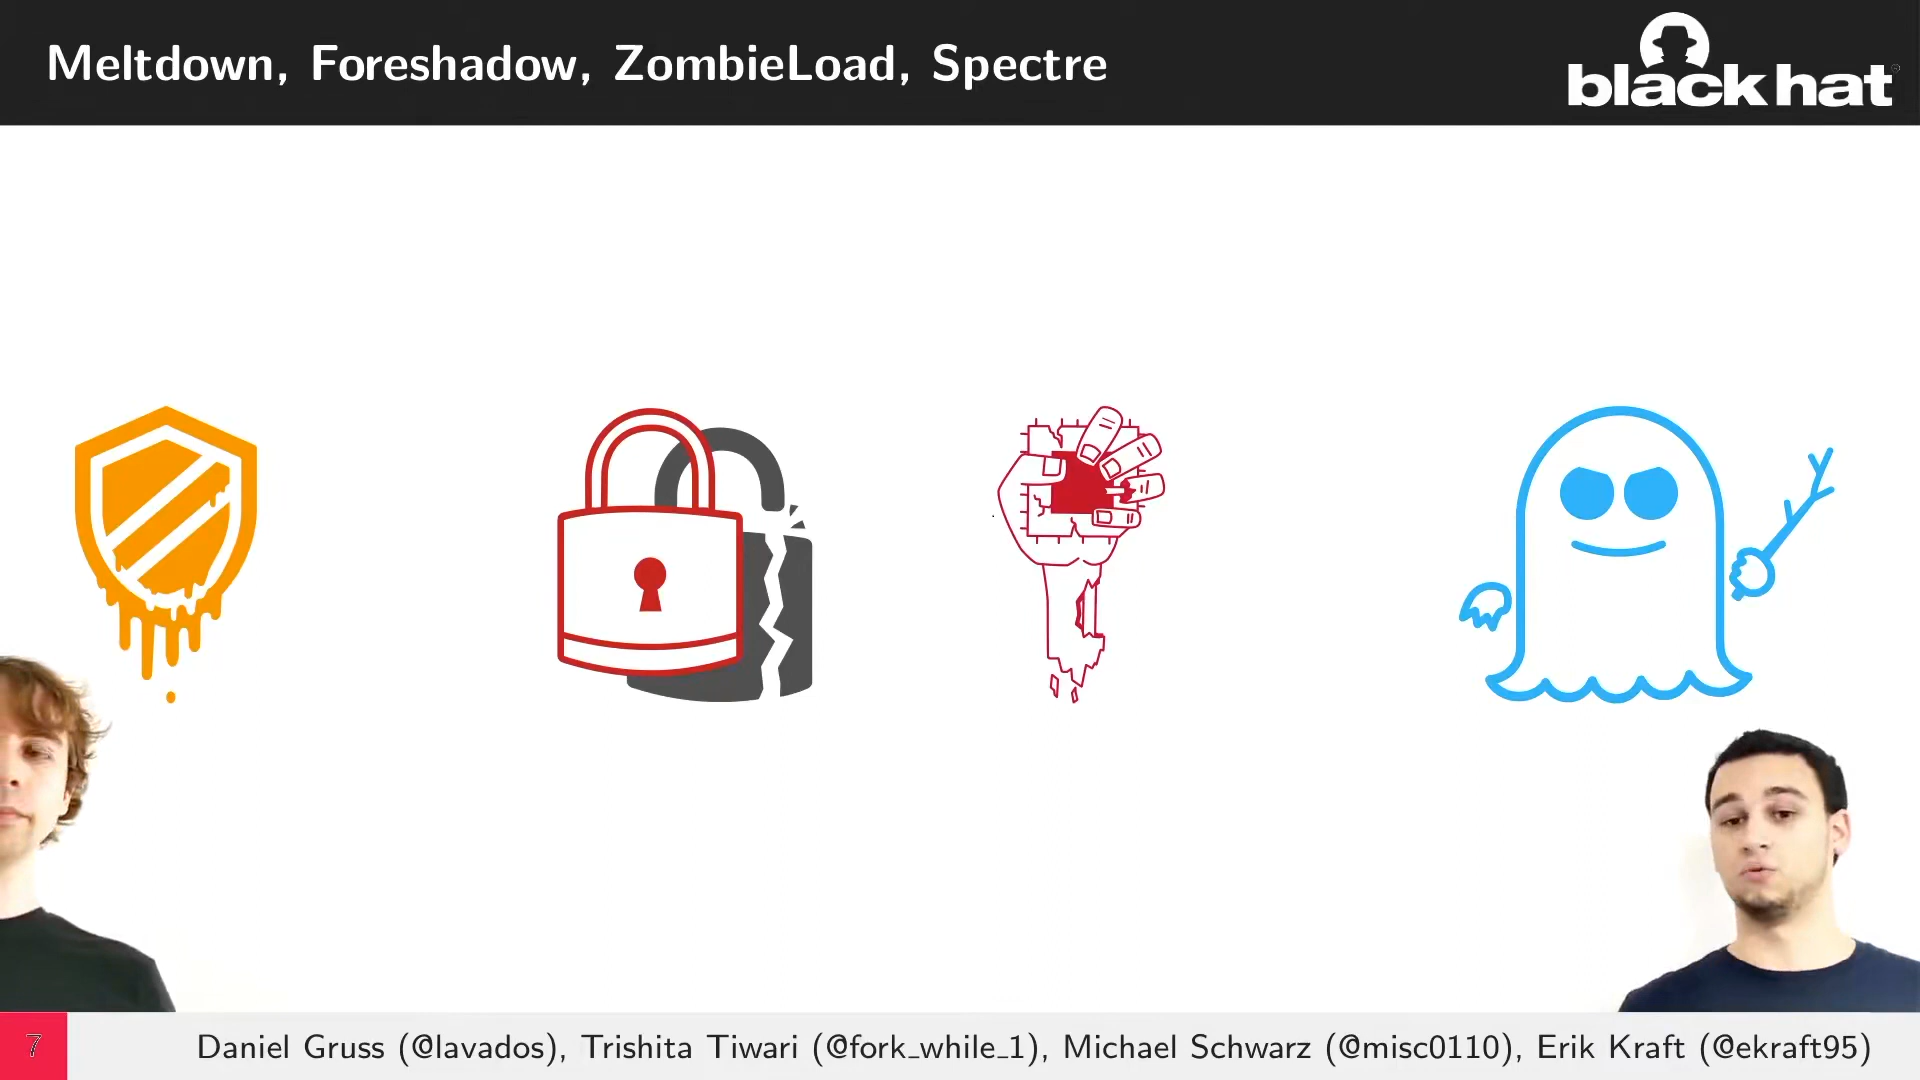 Meltdown, Foreshadow, ZombieLoad, Spectre
black hat
7
Daniel Gruss (@lavados), Trishita Tiwari (@fork_while_1), Michael Schwarz (@misc0110), Erik Kraft (@ekraft95)